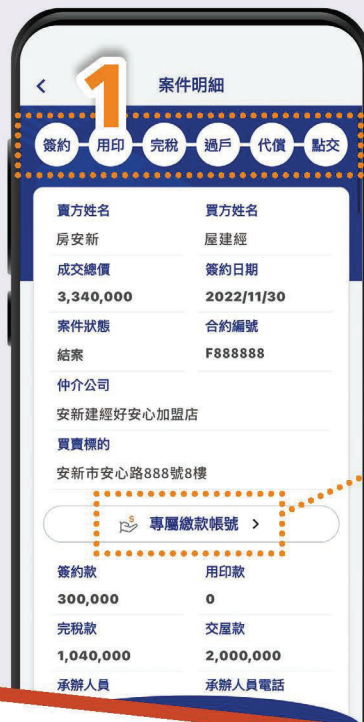 1
案件明細
簽約 用印 完稅 過戶 代償 點交
賣方姓名 買方姓名
房安新 屋建經
成交總價 簽約日期
3,340,000 2022/11/30
案件狀態 合約編號
結案 F888888
仲介公司
安新建經好安心加盟店
買賣標的
安新市安心路888號8樓
$ 專屬繳款帳號 >
簽約款 用印款
300,000 0
完稅款 交屋款
1,040,000 2,000,000
承辦人員 承辦人員電話